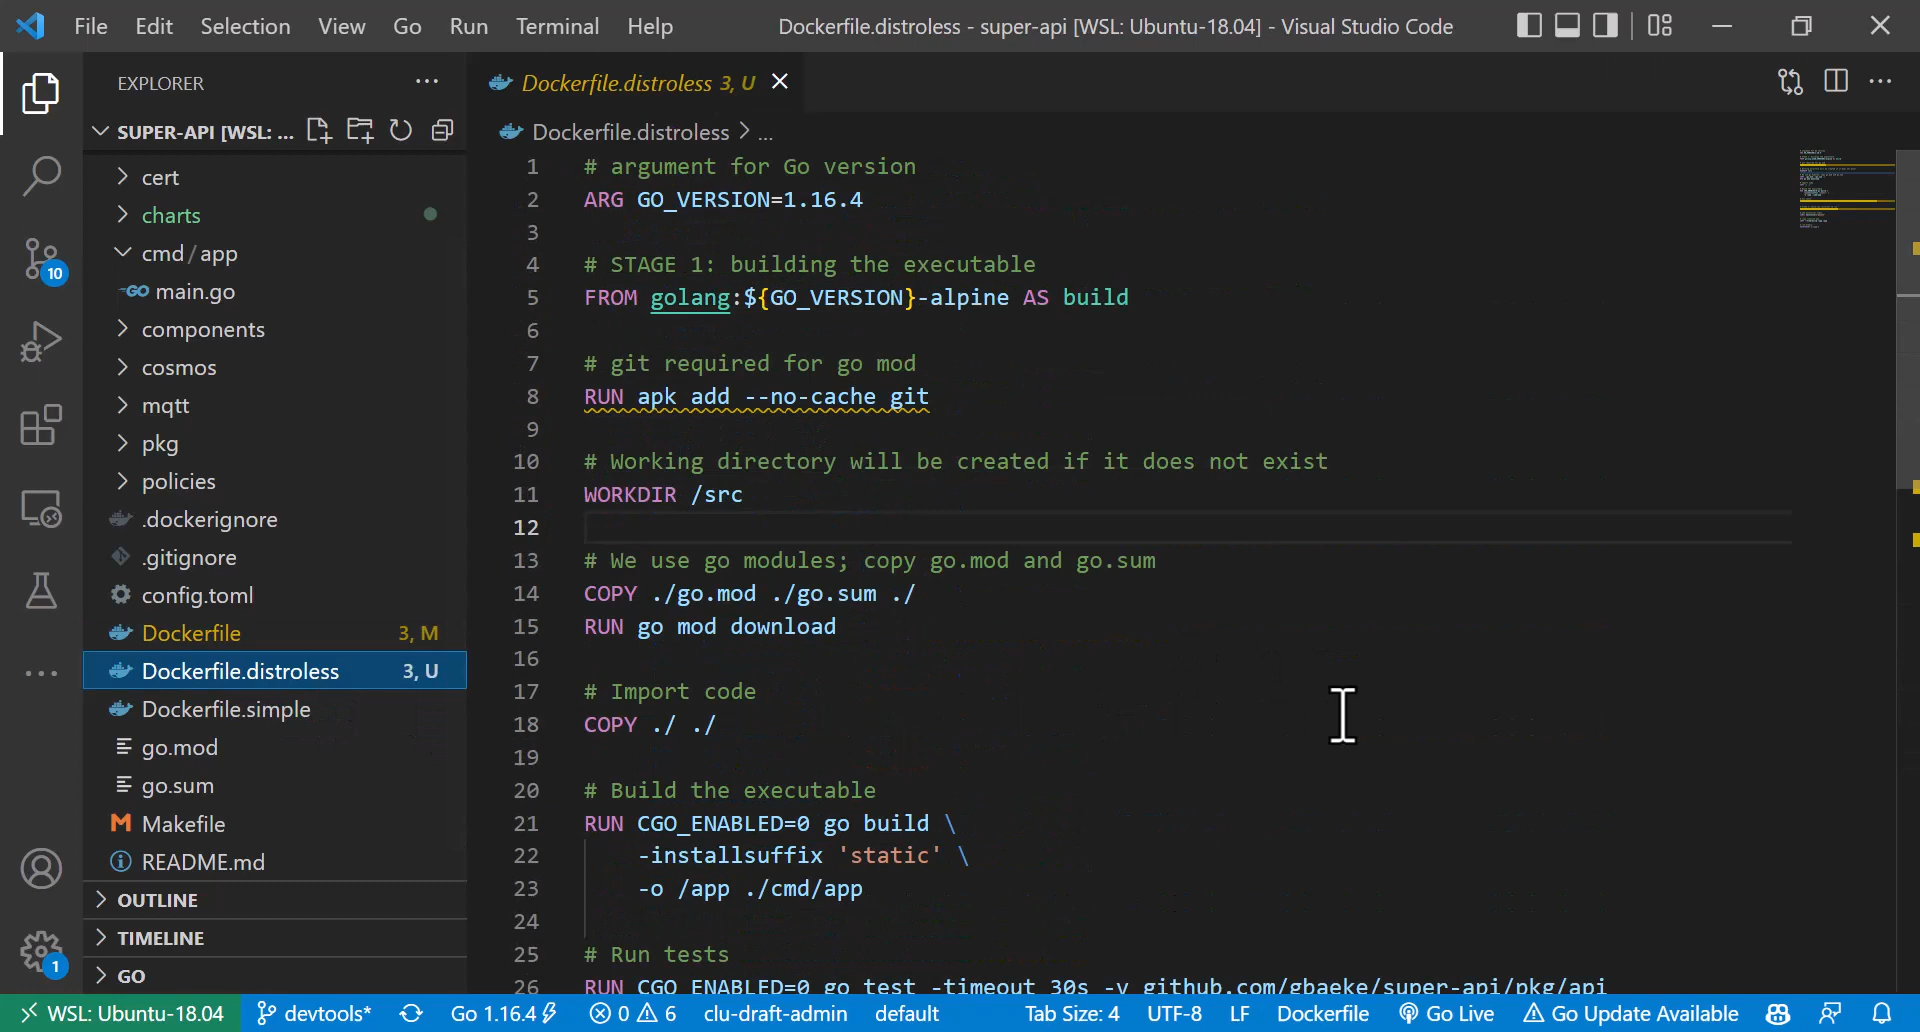 File Edit Selection View Go Run Terminal Help
Dockerfile.distroless - super-api [WSL: Ubuntu-18.04] - Visual Studio Code
EXPLORER
SUPER-API [WSL: ...
cert
charts
cmd / app
GO main.go
components
cosmos
mqtt
pkg
policies
.dockerignore
.gitignore
config.toml
Dockerfile 3, M
Dockerfile.distroless 3, U
Dockerfile.simple
go.mod
go.sum
M Makefile
README.md
OUTLINE
TIMELINE
GO
10
1
Dockerfile.distroless 3, U
Dockerfile.distroless > ...
1 # argument for Go version
2 ARG GO_VERSION=1.16.4
3
4 # STAGE 1: building the executable
5 FROM golang:${GO_VERSION}-alpine AS build
6
7 # git required for go mod
8 RUN apk add --no-cache git
9
10 # Working directory will be created if it does not exist
11 WORKDIR /src
12
13 # We use go modules; copy go.mod and go.sum
14 COPY ./go.mod ./go.sum ./
15 RUN go mod download
16
17 # Import code
18 COPY ./ ./
19
20 # Build the executable
21 RUN CGO_ENABLED=0 go build \
22 -installsuffix 'static' \
23 -o /app ./cmd/app
24
25 # Run tests
26 RUN CGO_ENABLED=0 go test -timeout 30s -v github.com/gbaeke/super-api/pkg/api
WSL: Ubuntu-18.04 devtools* Go 1.16.4 0 6 clu-draft-admin default Tab Size: 4 UTF-8 LF Dockerfile Go Live Go Update Available